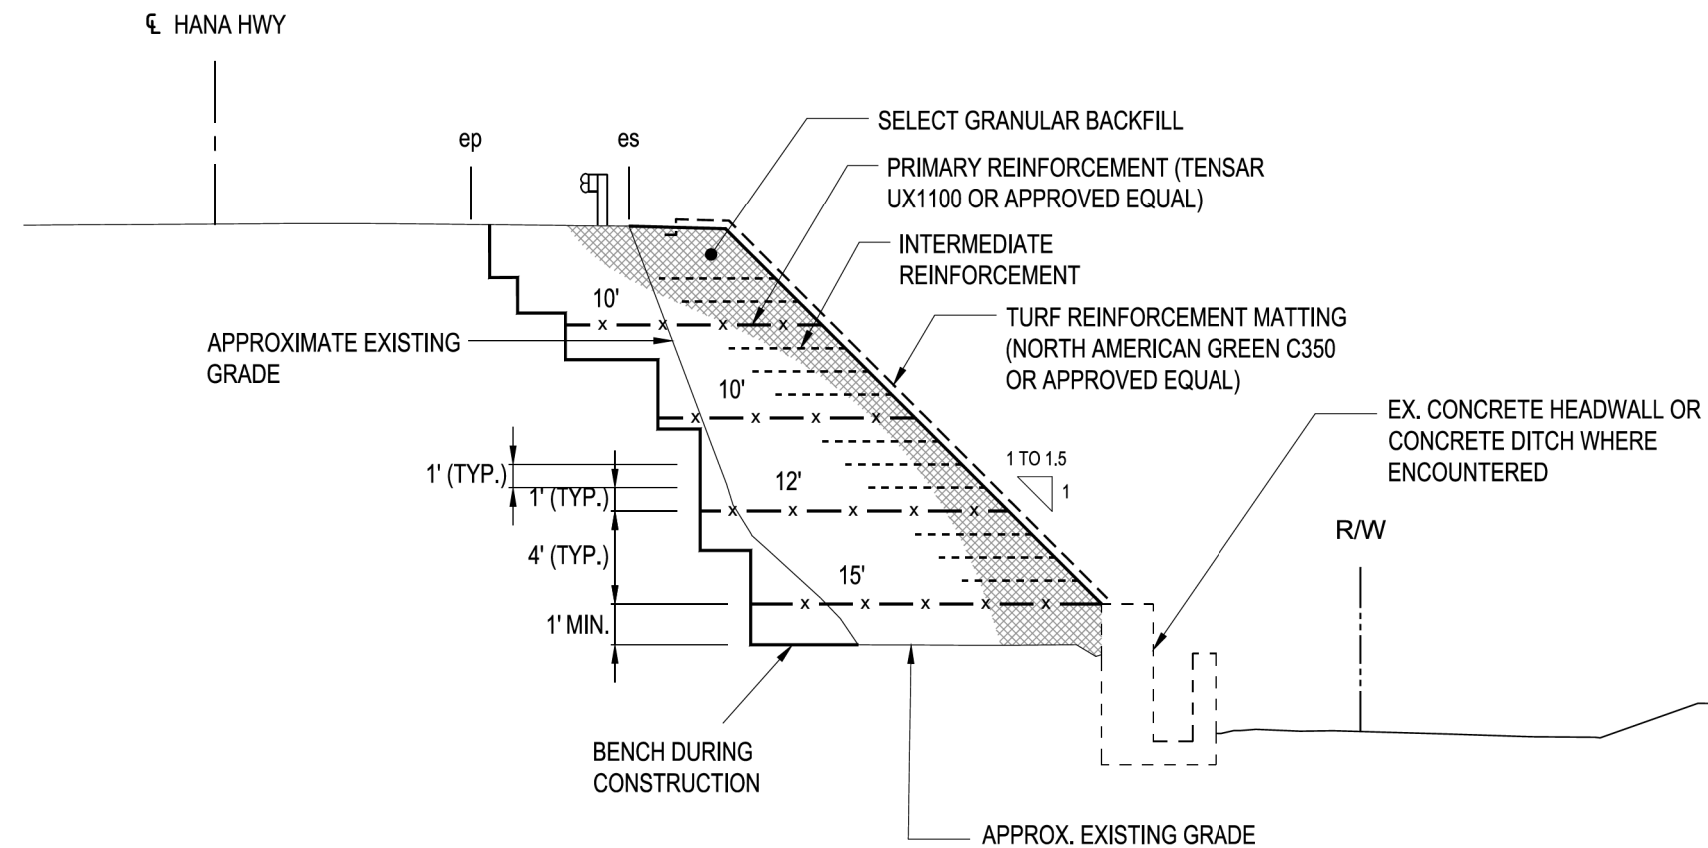 ℄ HANA HWY
ep
es
SELECT GRANULAR BACKFILL
PRIMARY REINFORCEMENT (TENSAR
UX1100 OR APPROVED EQUAL)
INTERMEDIATE
REINFORCEMENT
TURF REINFORCEMENT MATTING
(NORTH AMERICAN GREEN C350
OR APPROVED EQUAL)
APPROXIMATE EXISTING
GRADE
10'
x x x x
10'
x x x x
EX. CONCRETE HEADWALL OR
CONCRETE DITCH WHERE
ENCOUNTERED
1 TO 1.5
1
1' (TYP.)
1' (TYP.)
12'
x x x x x
4' (TYP.)
R/W
15'
x x x x x
1' MIN.
BENCH DURING
CONSTRUCTION
APPROX. EXISTING GRADE